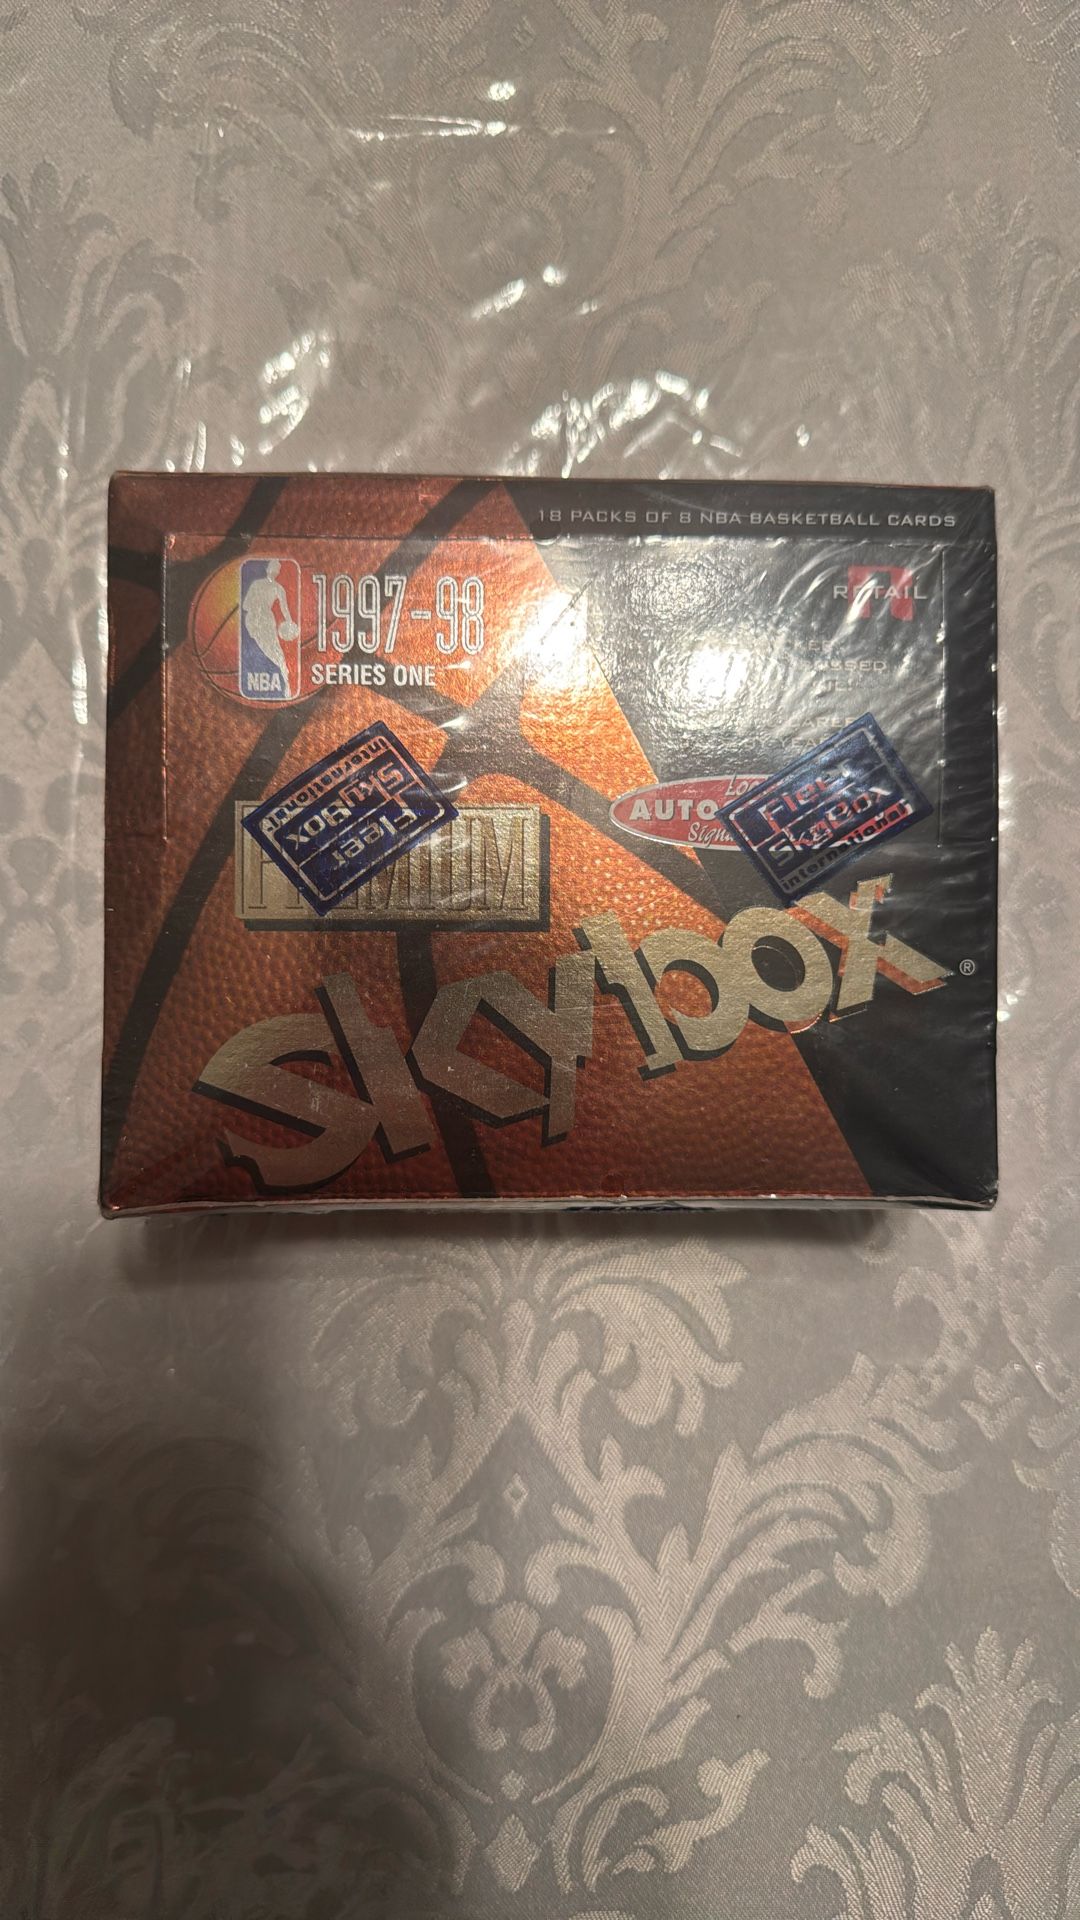 18 PACKS OF 8 NBA BASKETBALL CARDS
RETAIL
1997-98
SERIES ONE
NBA
AUTO
Fleer
SkyBox
international
Fleer
SkyBox
international
PREMIUM
SKYBOX®